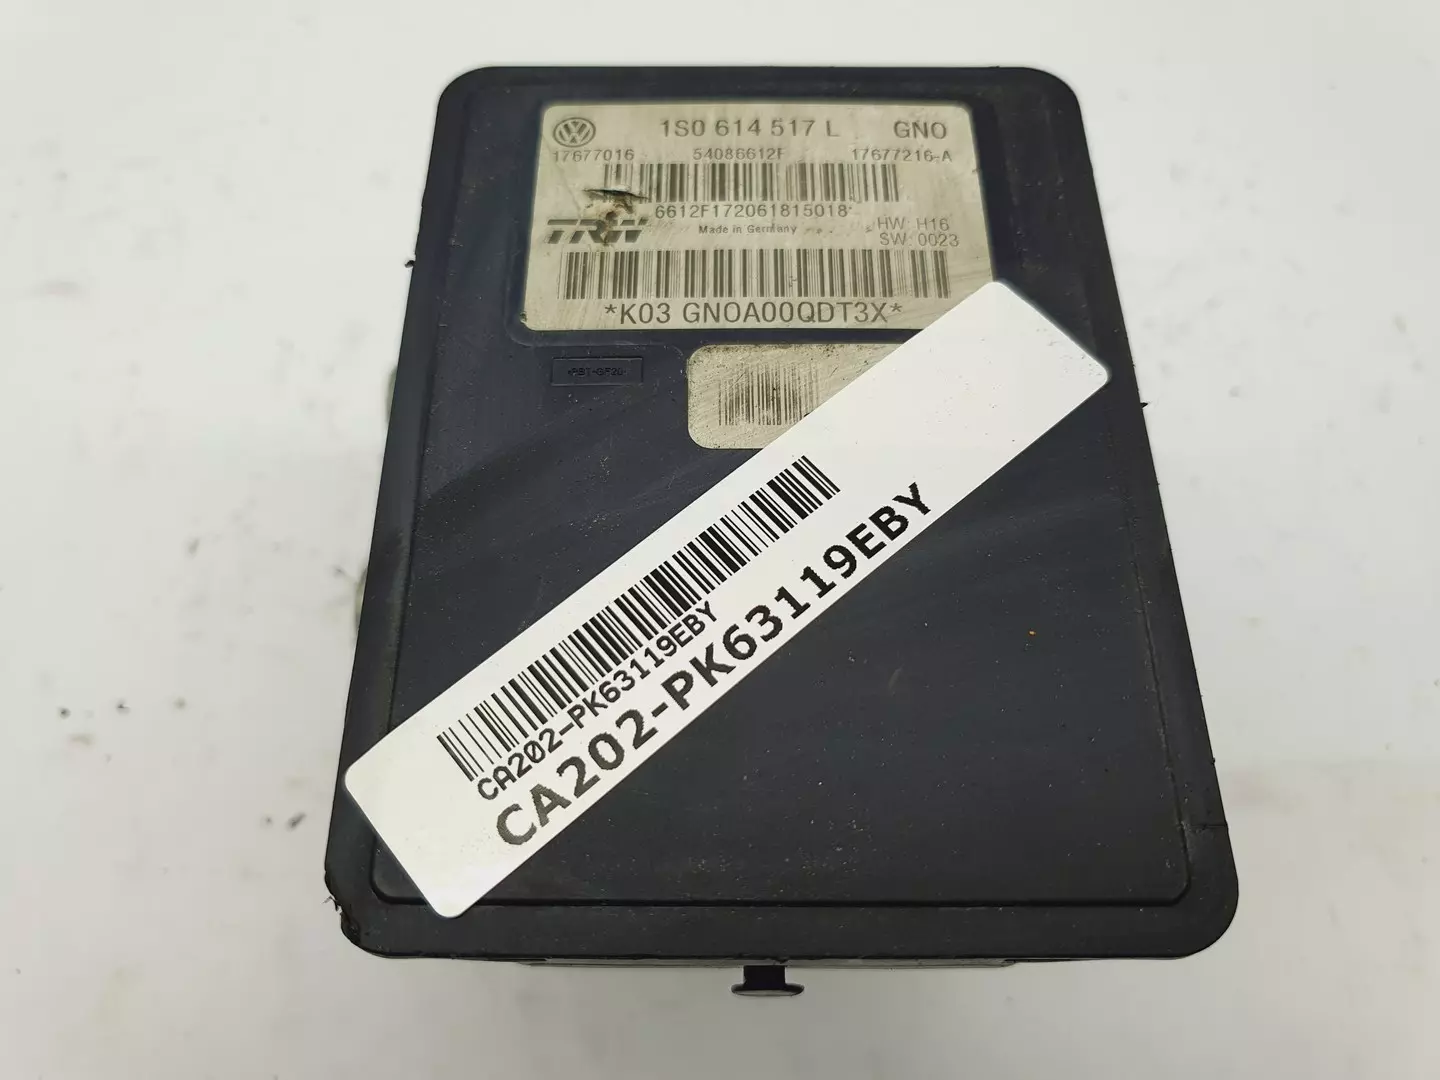 1S0 614 517 L GNO
17677016 54086612F 17677216-A
6612F172061815018
TRW Made in Germany HW: H16
SW: 0023
*K03 GNOA00QDT3X*
CA202-PK63119EBY
CA202-PK63119EBY